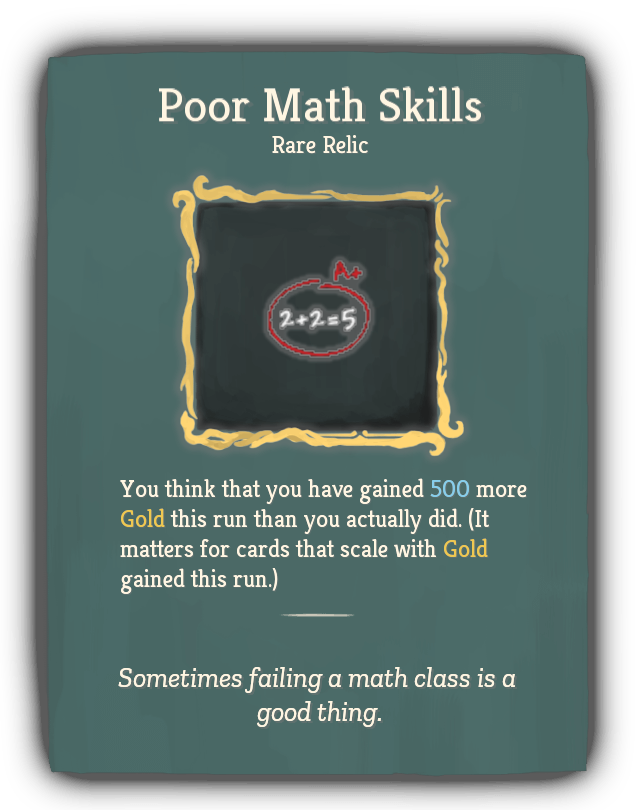 Poor Math Skills
Rare Relic
A+
2+2=5
You think that you have gained 500 more
Gold this run than you actually did. (It
matters for cards that scale with Gold
gained this run.)
Sometimes failing a math class is a
good thing.